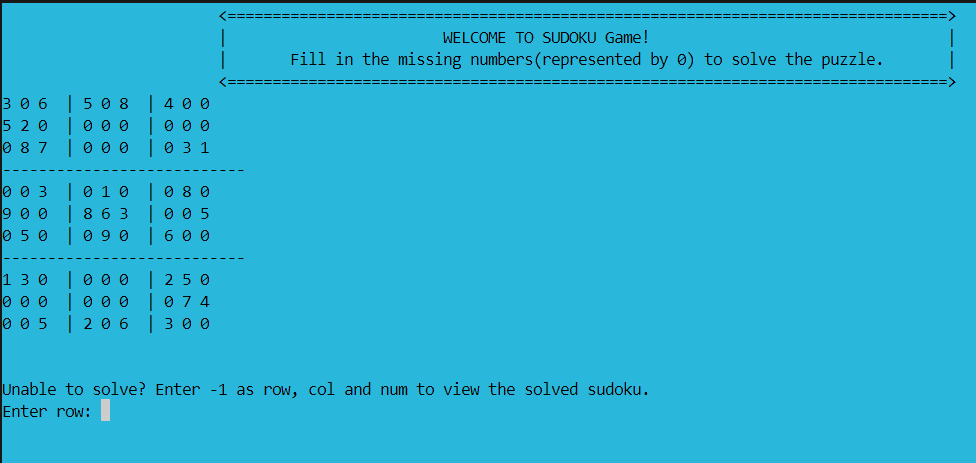 WELCOME TO SUDOKU Game!
Fill in the missing numbers(represented by 0) to solve the puzzle.
3 0 6 | 5 0 8 | 4 0 0
5 2 0 | 0 0 0 | 0 0 0
0 8 7 | 0 0 0 | 0 3 1
---------------------------
0 0 3 | 0 1 0 | 0 8 0
9 0 0 | 8 6 3 | 0 0 5
0 5 0 | 0 9 0 | 6 0 0
---------------------------
1 3 0 | 0 0 0 | 2 5 0
0 0 0 | 0 0 0 | 0 7 4
0 0 5 | 2 0 6 | 3 0 0
Unable to solve? Enter -1 as row, col and num to view the solved sudoku.
Enter row: